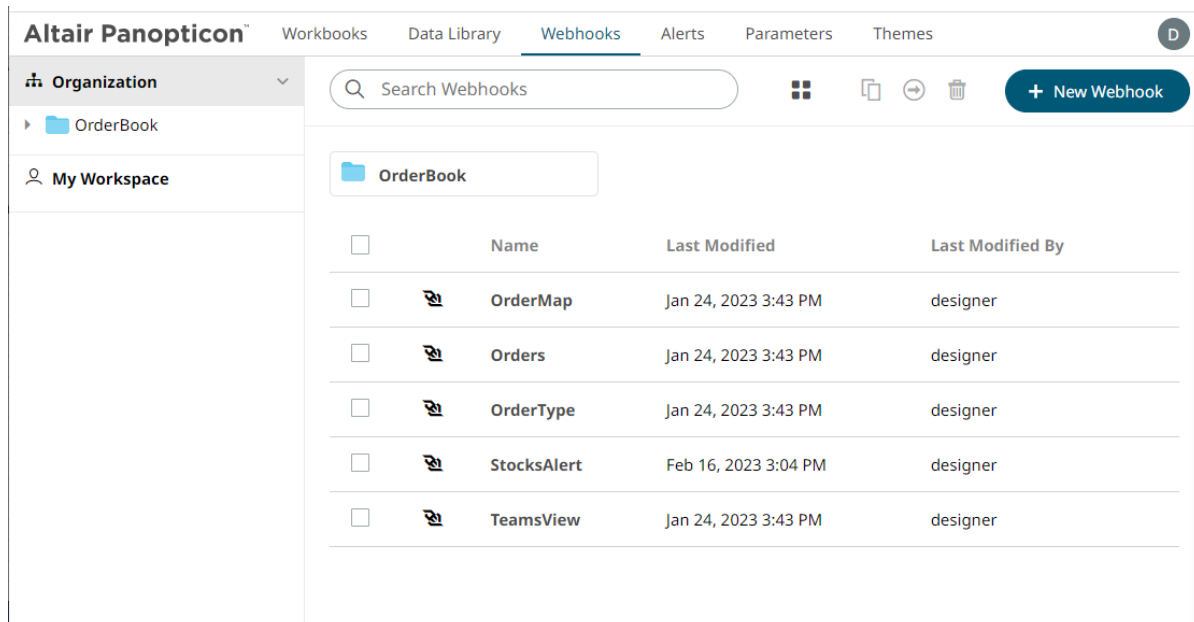 Altair Panopticon™ Workbooks Data Library Webhooks Alerts Parameters Themes D
Organization
OrderBook
My Workspace
Search Webhooks
+ New Webhook
OrderBook
Name Last Modified Last Modified By
OrderMap Jan 24, 2023 3:43 PM designer
Orders Jan 24, 2023 3:43 PM designer
OrderType Jan 24, 2023 3:43 PM designer
StocksAlert Feb 16, 2023 3:04 PM designer
TeamsView Jan 24, 2023 3:43 PM designer